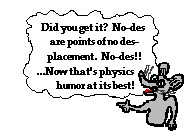 Did you get it?  No-des
are points of no des-
placement.  No-des!!
...Now that's physics
humor at its best!